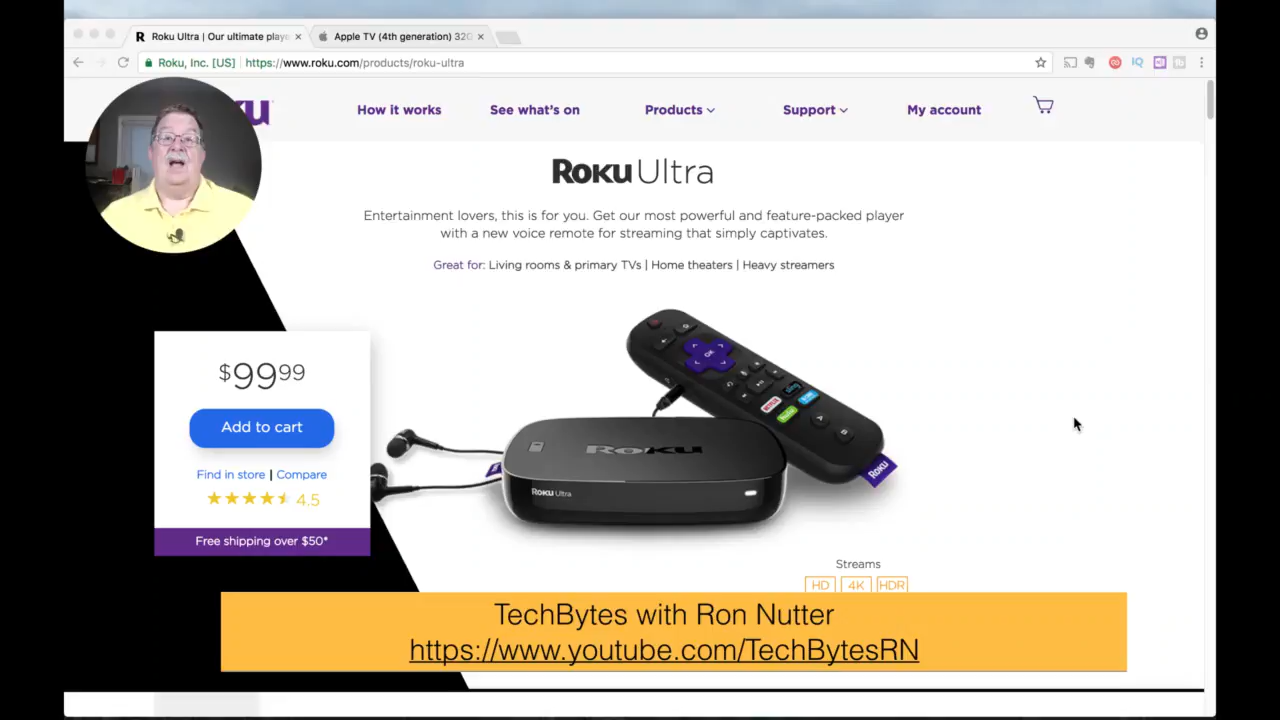 Roku Ultra | Our ultimate playe
Apple TV (4th generation) 32G
Roku, Inc. [US] https://www.roku.com/products/roku-ultra
How it works
See what's on
Products
Support
My account
Roku Ultra
Entertainment lovers, this is for you. Get our most powerful and feature-packed player
with a new voice remote for streaming that simply captivates.
Great for: Living rooms & primary TVs | Home theaters | Heavy streamers
$99.99
Add to cart
Find in store | Compare
4.5
Free shipping over $50*
OK
NETFLIX
hulu
Roku
Roku
Roku Ultra
Streams
HD 4K HDR
TechBytes with Ron Nutter
https://www.youtube.com/TechBytesRN